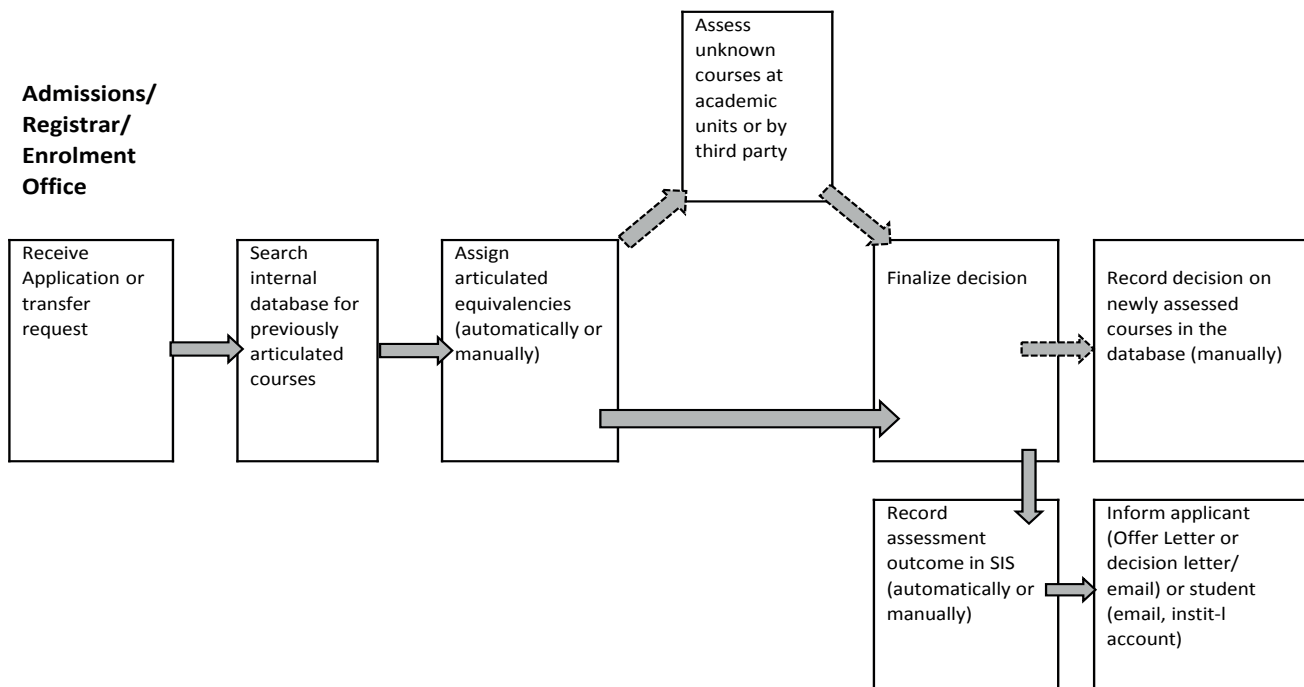 Assess
unknown
courses at
academic
units or by
third party
Admissions/
Registrar/
Enrolment
Office
Receive
Application or
transfer
request
Search
internal
database for
previously
articulated
courses
Assign
articulated
equivalencies
(automatically or
manually)
Finalize decision
Record decision on
newly assessed
courses in the
database (manually)
Record
assessment
outcome in SIS
(automatically or
manually)
Inform applicant
(Offer Letter or
decision letter/
email) or student
(email, instit-l
account)